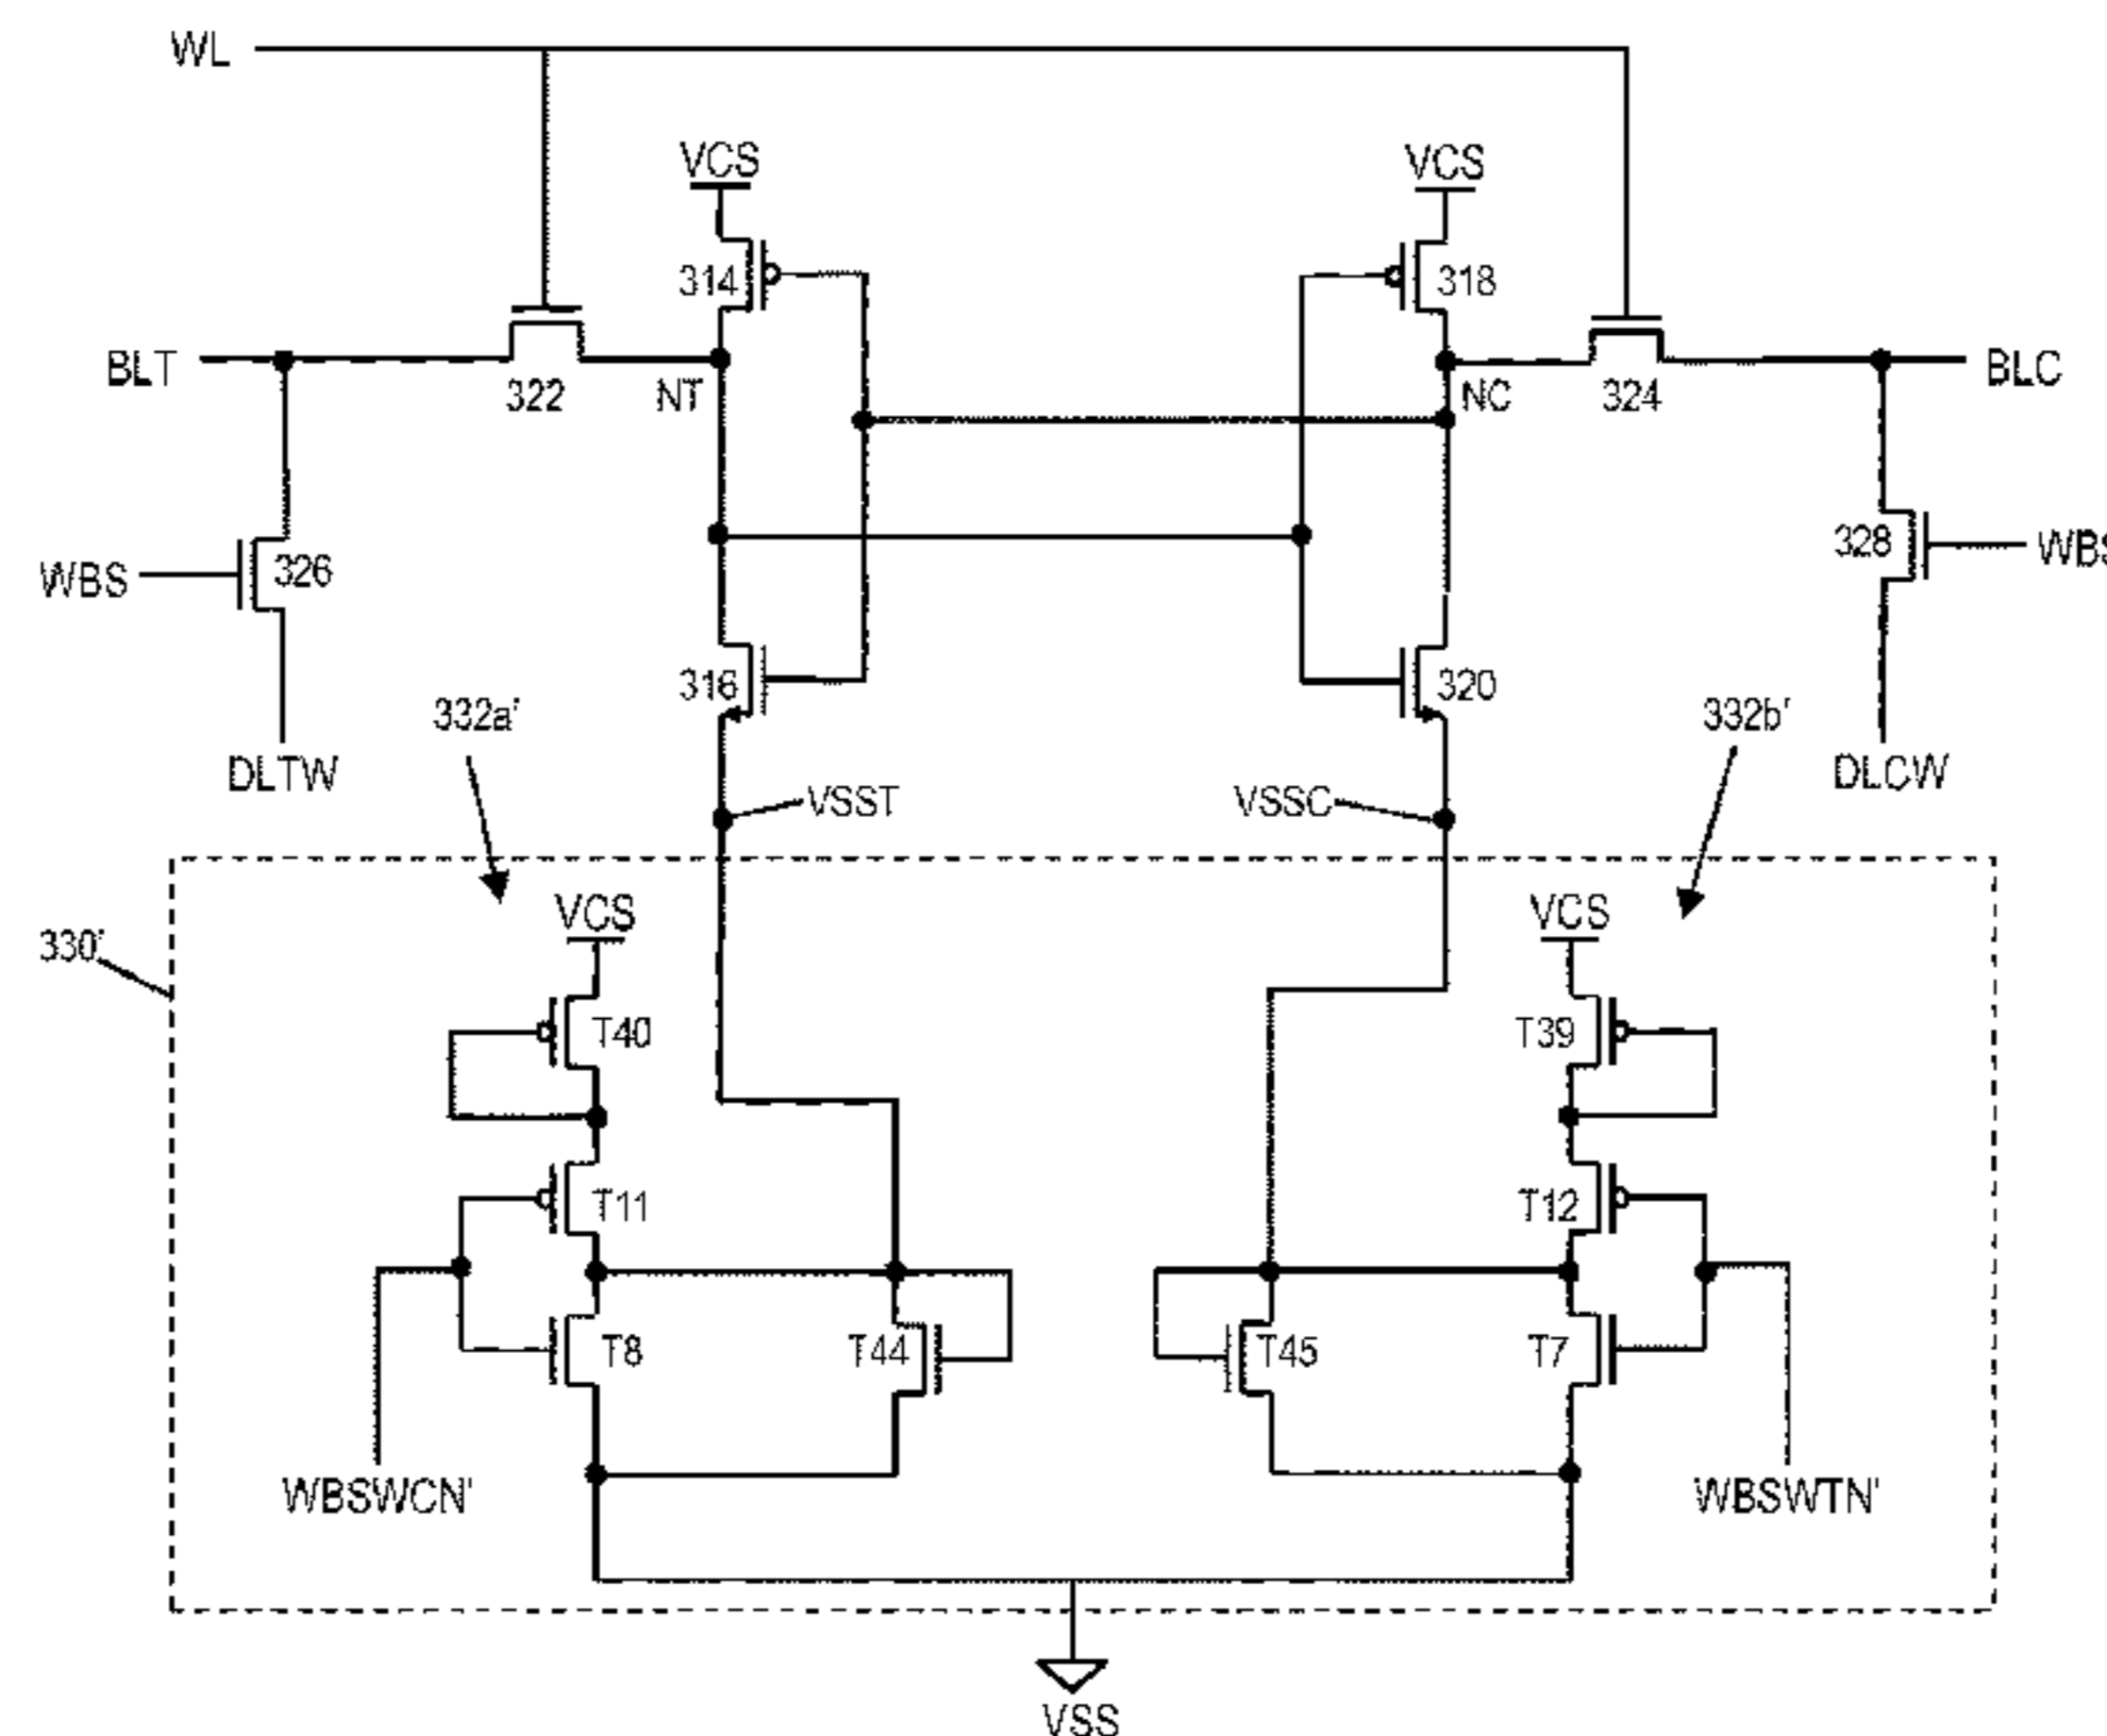 WL
VCS
VCS
314
318
BLT
322
NT
NC
324
BLC
WBS
326
328
WBS
316
320
332a'
332b'
DLTW
VSST
VSSC
DLCW
VCS
VCS
330'
T40
T39
T11
T12
T8
T44
T45
T7
WBSWCN'
WBSWTN'
VSS